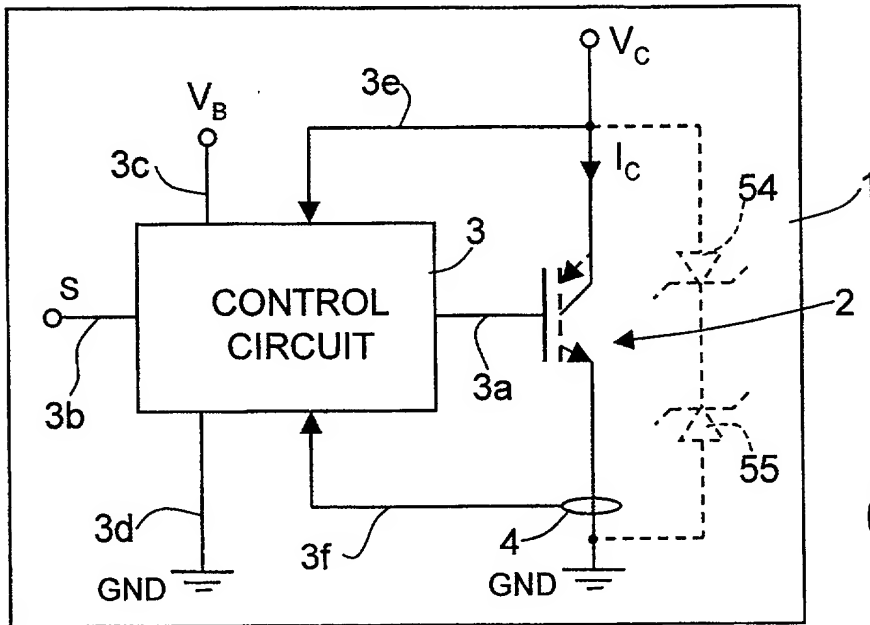 V_C
3e
V_B
3c
I_C
54
1
3
S
CONTROL
CIRCUIT
2
3b
3a
55
3d
3f
4
GND
GND